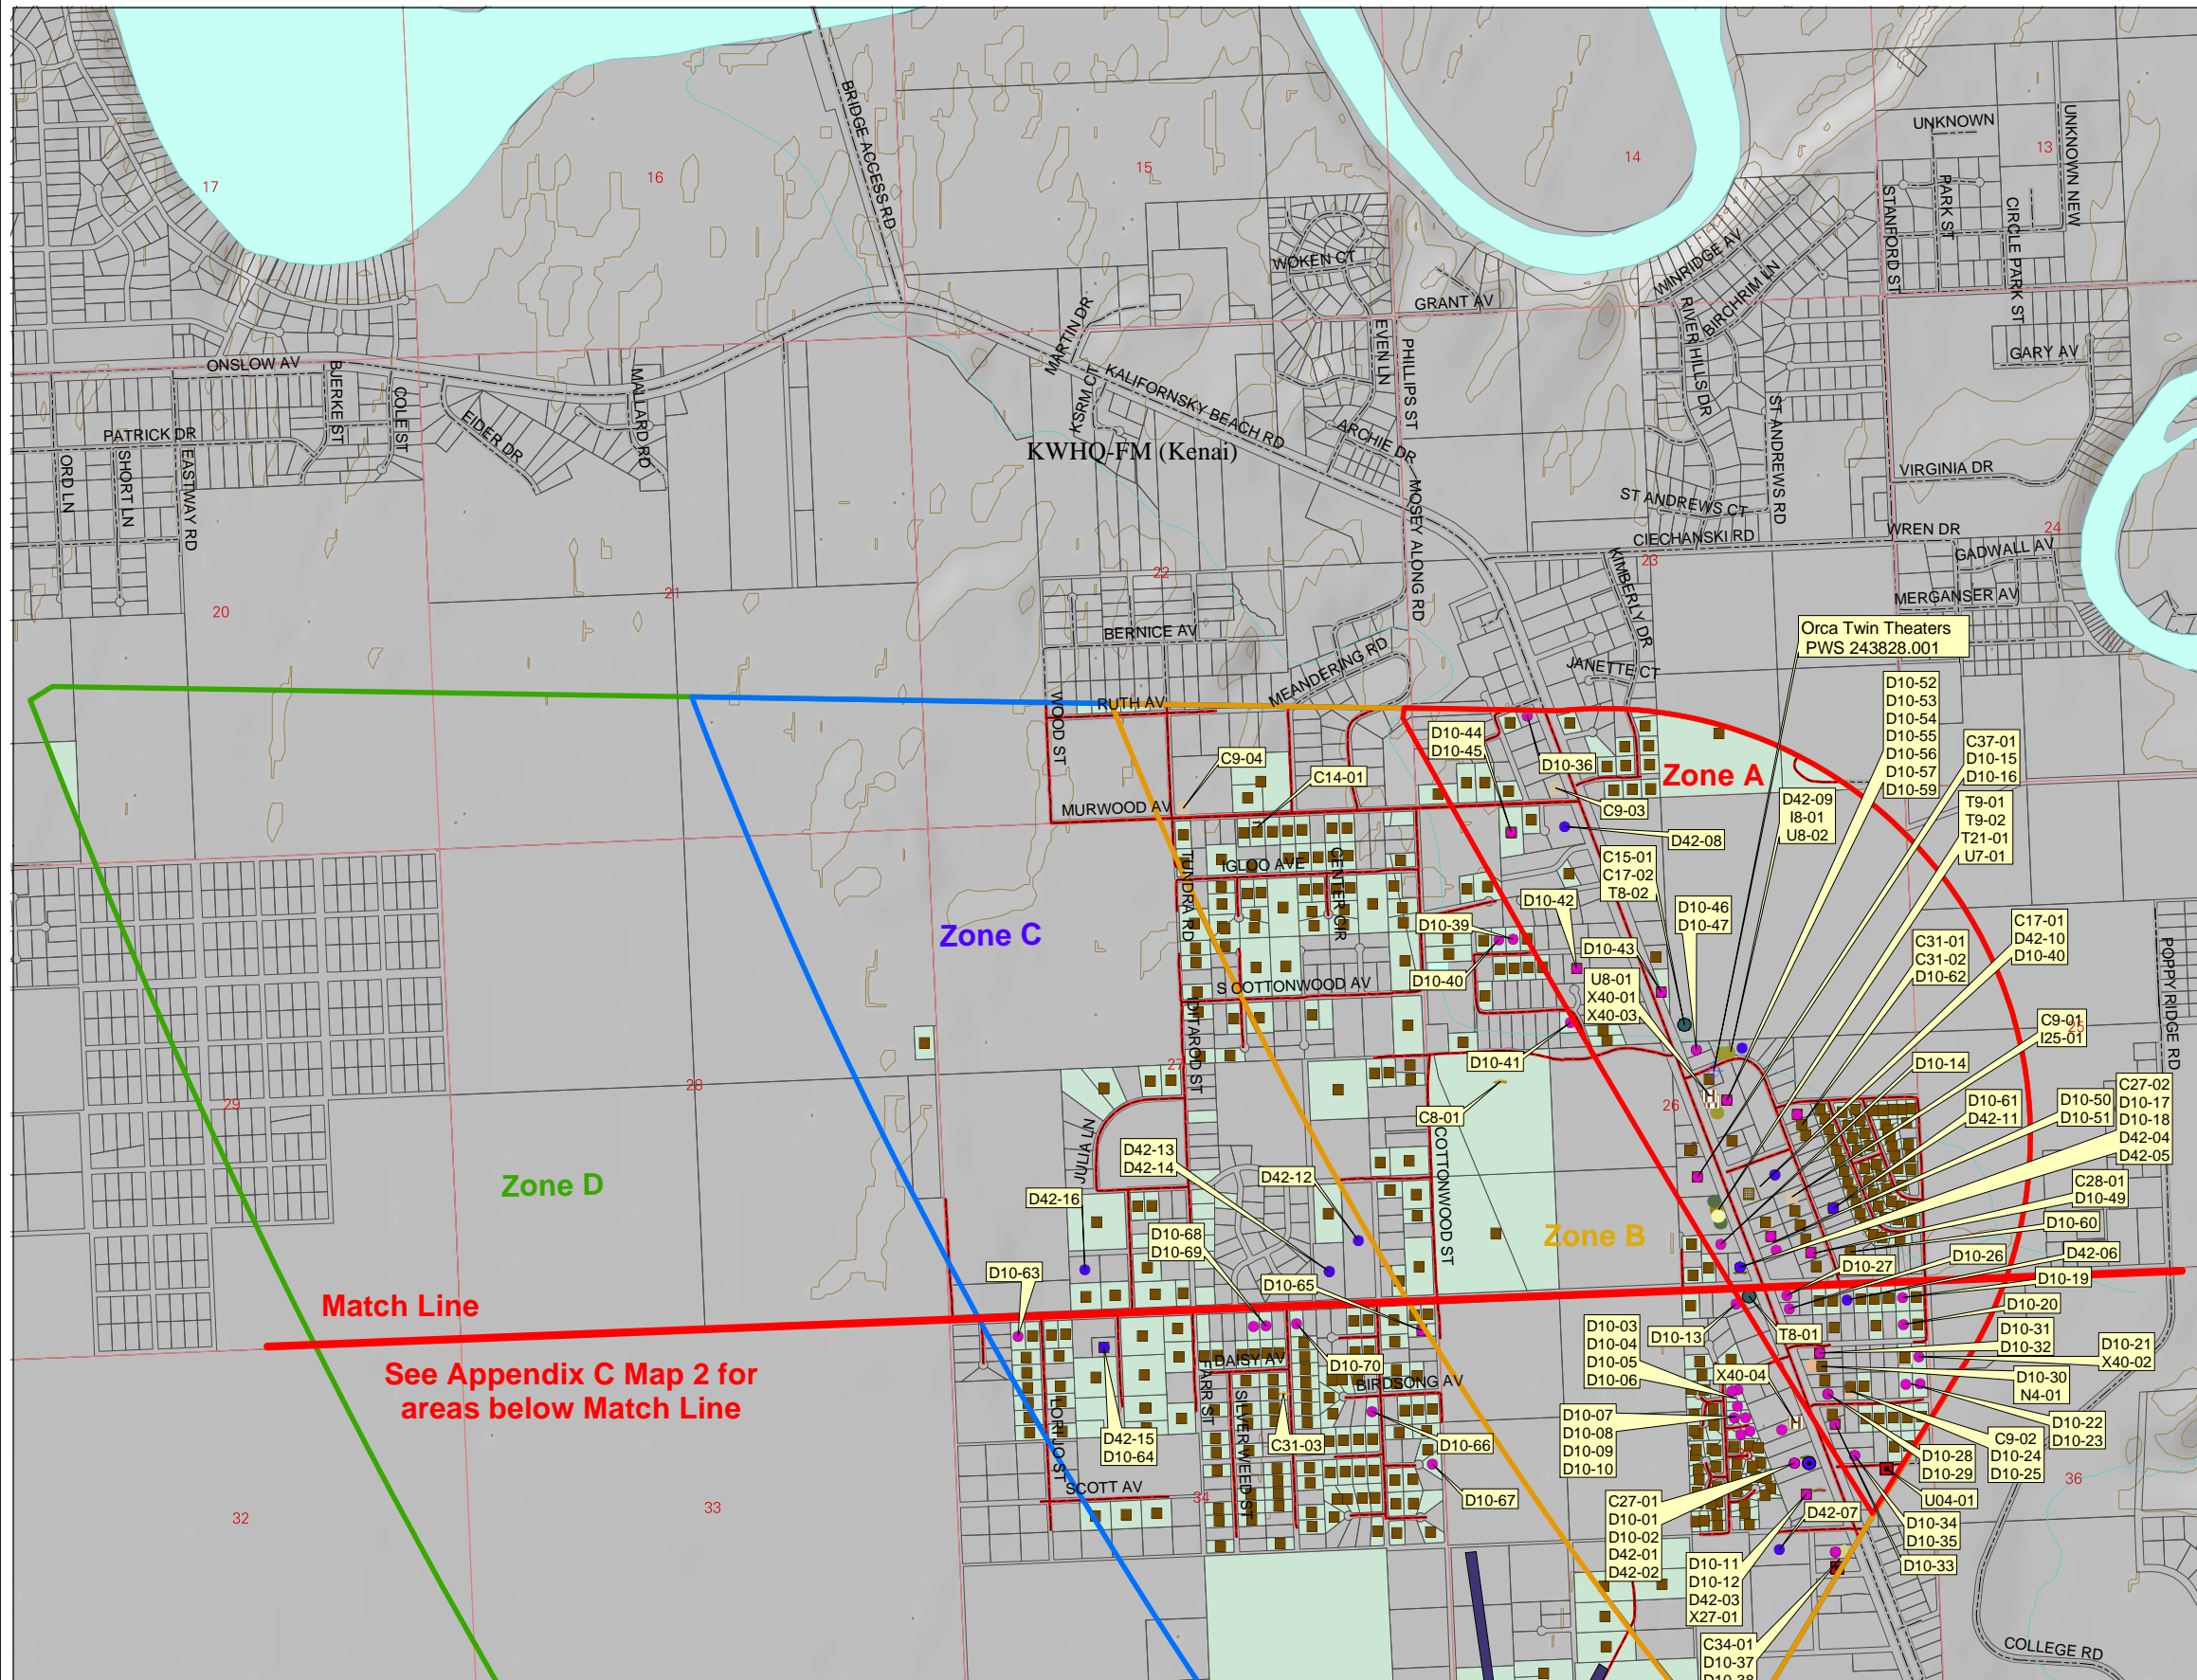 BRIDGE ACCESS RD
17
16
15
14
13
UNKNOWN
UNKNOWN NEW
PARK ST
STANFORD ST
CIRCLE PARK ST
WOKEN CT
WINRIDGE AV
BIRCHRIM LN
GRANT AV
MARTIN DR
RIVER HILLS DR
GARY AV
ONSLOW AV
BJERKE ST
COLE ST
MALLARD RD
EIDER DR
KSRM CT
KALIFORNSKY BEACH RD
EVEN LN
PHILLIPS ST
ARCHIE DR
KWHQ-FM (Kenai)
PATRICK DR
ORD LN
SHORT LN
EASTWAY RD
ST ANDREWS RD
VIRGINIA DR
ST ANDREWS CT
MOSEY ALONG RD
CIECHANSKI RD
WREN DR
24
GADWALL AV
MERGANSER AV
KIMBERLY DR
23
22
21
20
BERNICE AV
MEANDERING RD
JANETTE CT
Orca Twin Theaters
PWS 243828.001
WOOD ST
RUTH AV
D10-52
D10-53
D10-54
D10-55
D10-56
D10-57
D10-59
C37-01
D10-15
D10-16
D10-44
D10-45
D10-36
Zone A
C9-04
C14-01
C9-03
D42-09
I8-01
U8-02
T9-01
T9-02
T21-01
U7-01
MURWOOD AV
D42-08
C15-01
C17-02
T8-02
IGLOO AVE
CENTER CIR
TUNDRA RD
D10-42
D10-46
D10-47
D10-39
D10-43
C17-01
D42-10
D10-40
C31-01
C31-02
D10-62
Zone C
POPPY RIDGE RD
D10-40
U8-01
X40-01
X40-03
S COTTONWOOD AV
IDITAROD ST
C9-01
I25-01
25
D10-41
D10-14
27
28
29
26
C8-01
D10-61
D42-11
D10-50
D10-51
C27-02
D10-17
D10-18
D42-04
D42-05
COTTONWOOD ST
JULIA LN
D42-13
D42-14
D42-12
D42-16
Zone D
C28-01
D10-49
Zone B
D10-60
D10-68
D10-69
D10-63
D10-65
D10-27
D10-26
D42-06
D10-19
Match Line
D10-20
See Appendix C Map 2 for
areas below Match Line
D10-03
D10-04
D10-05
D10-06
D10-13
T8-01
D10-31
D10-32
D10-21
X40-02
DAISY AV
D10-70
BIRDSONG AV
X40-04
D10-30
N4-01
LORI JO ST
SILVERWEED ST
D42-15
D10-64
C31-03
D10-66
D10-07
D10-08
D10-09
D10-10
D10-22
D10-23
C9-02
D10-24
D10-25
D10-28
D10-29
36
SCOTT AV
34
33
32
D10-67
C27-01
D10-01
D10-02
D42-01
D42-02
U04-01
D42-07
D10-34
D10-35
D10-33
D10-11
D10-12
D42-03
X27-01
C34-01
D10-37
D10-38
COLLEGE RD